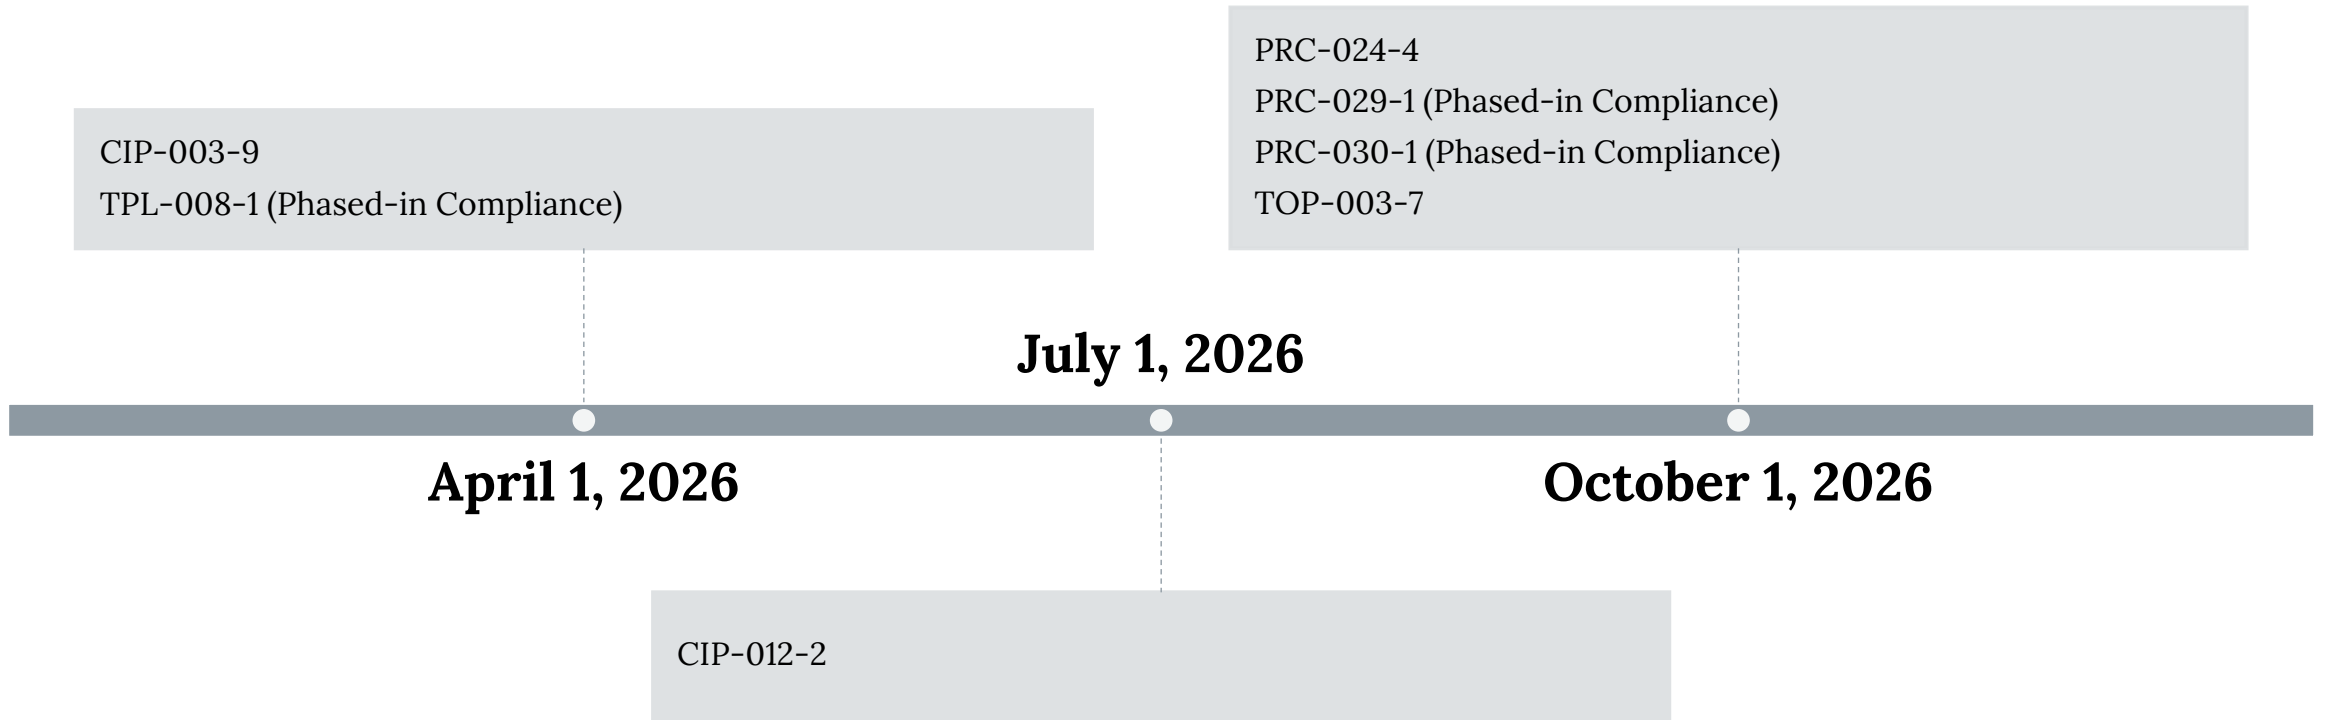 CIP-003-9
TPL-008-1 (Phased-in Compliance)
PRC-024-4
PRC-029-1 (Phased-in Compliance)
PRC-030-1 (Phased-in Compliance)
TOP-003-7
July 1, 2026
April 1, 2026
October 1, 2026
CIP-012-2